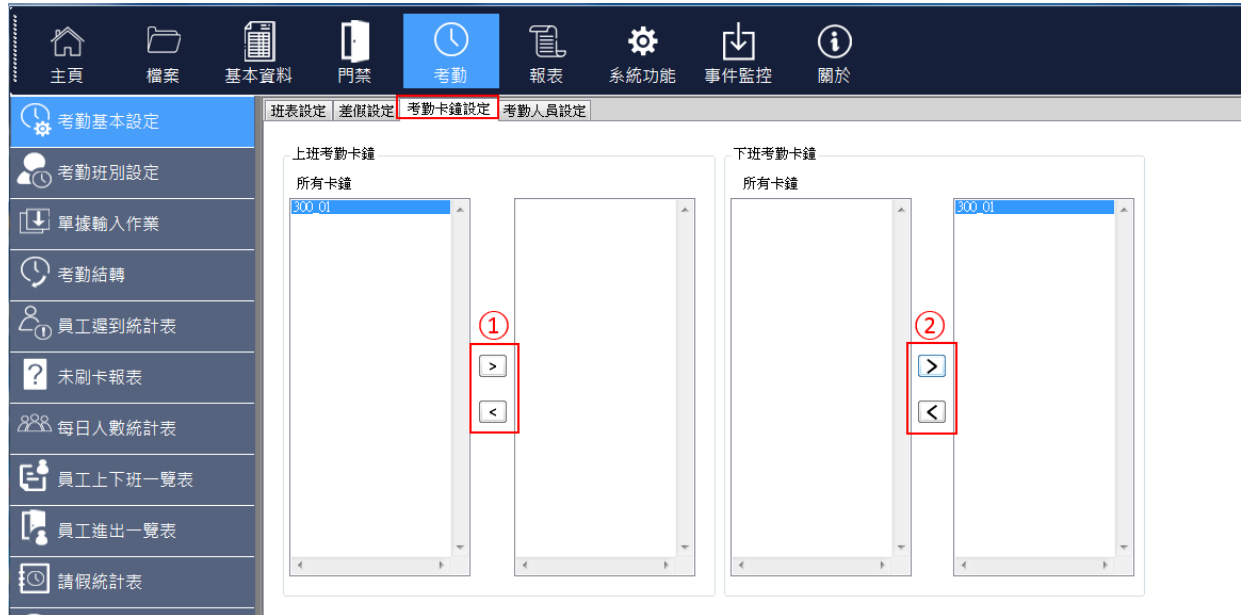 主頁 檔案 基本資料 門禁 考勤 報表 系統功能 事件監控 關於
考勤基本設定
考勤班別設定
單據輸入作業
考勤結轉
員工遲到統計表
未刷卡報表
每日人數統計表
員工上下班一覽表
員工進出一覽表
請假統計表
班表設定 差假設定 考勤卡鐘設定 考勤人員設定
上班考勤卡鐘
所有卡鐘
300_01
①
>
<
下班考勤卡鐘
所有卡鐘
300_01
②
>
<